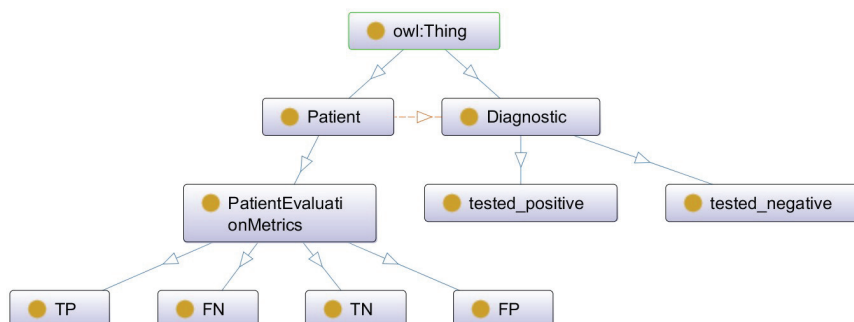 owl:Thing
Patient
Diagnostic
PatientEvaluati
onMetrics
tested_positive
tested_negative
TP
FN
TN
FP